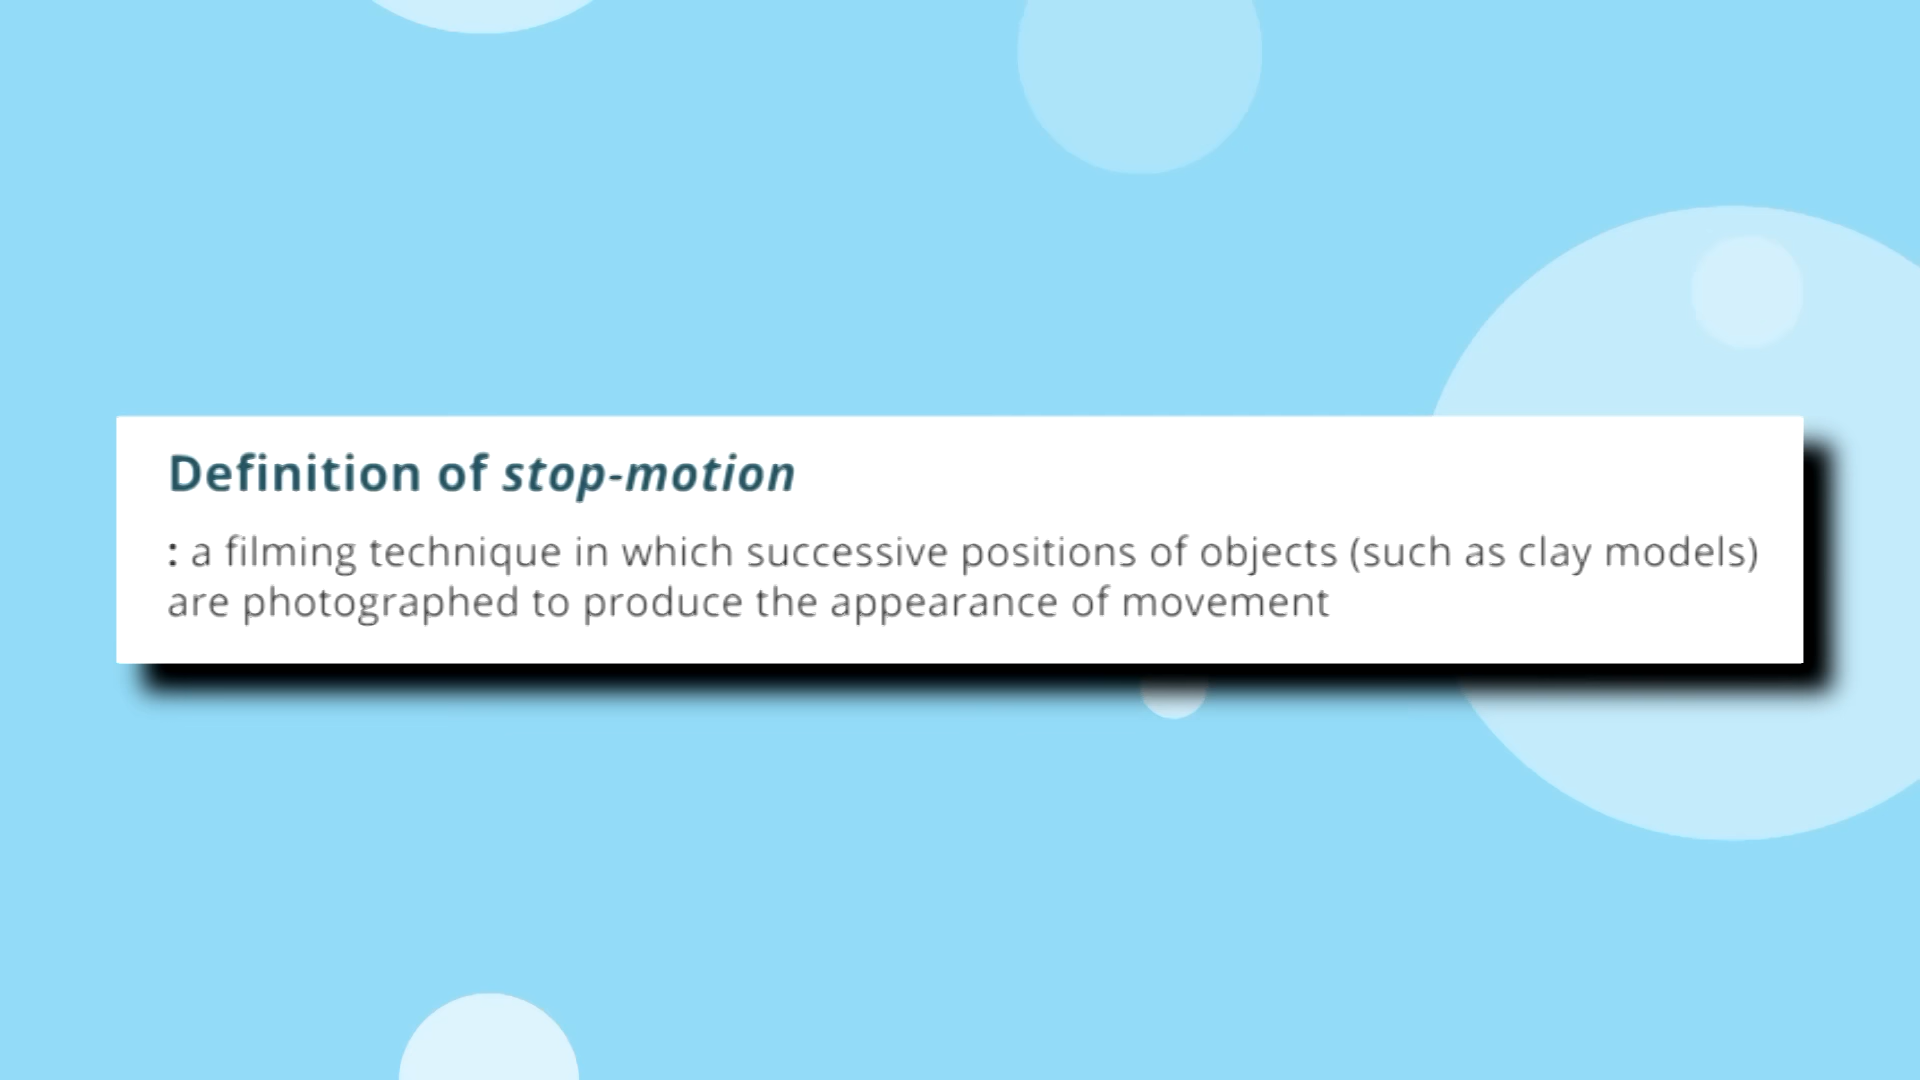 Definition of stop-motion
: a filming technique in which successive positions of objects (such as clay models)
are photographed to produce the appearance of movement